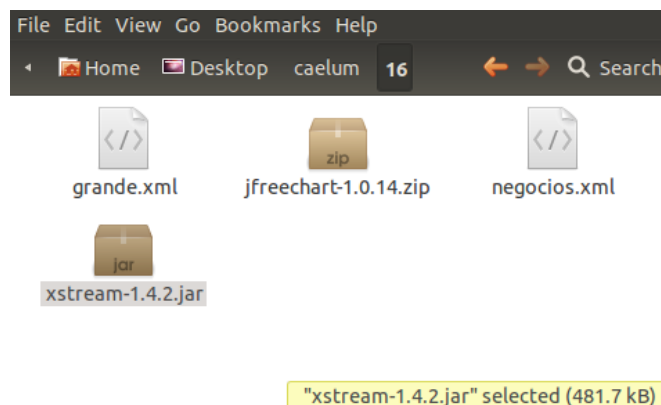 File Edit View Go Bookmarks Help
Home Desktop caelum 16 Search
zip
grande.xml jfreechart-1.0.14.zip negocios.xml
jar
xstream-1.4.2.jar
"xstream-1.4.2.jar" selected (481.7 kB)